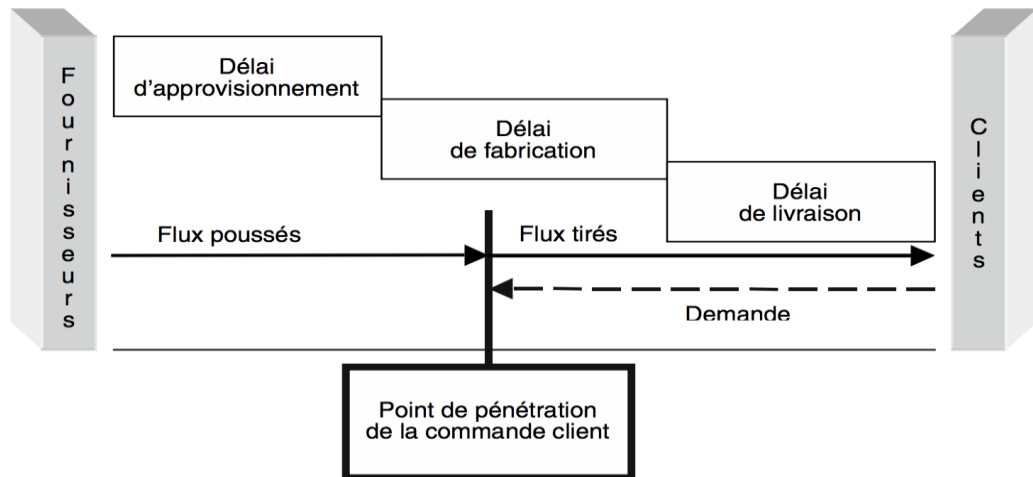 Fournisseurs
Délai
d'approvisionnement
Délai
de fabrication
Délai
de livraison
Clients
Flux poussés
Flux tirés
Demande
Point de pénétration
de la commande client